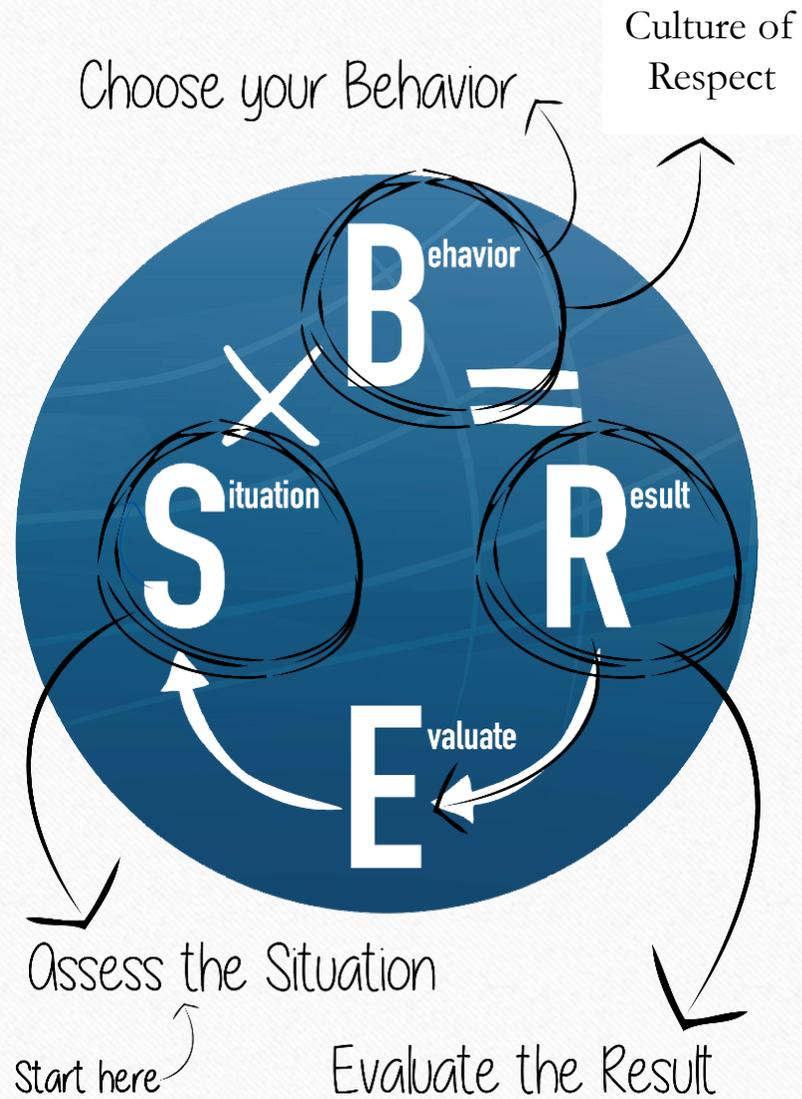 Culture of
Respect
Choose your Behavior
Behavior
×
=
Situation
Result
Evaluate
Assess the Situation
Start here
Evaluate the Result